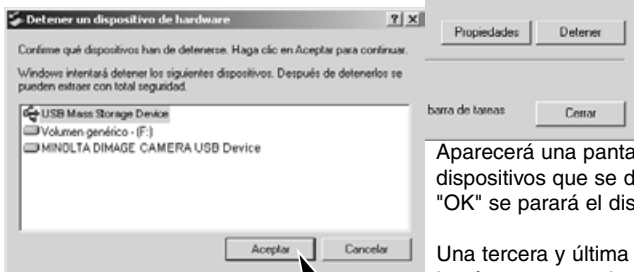 Detener un dispositivo de hardware
Confirme qué dispositivos han de detenerse. Haga clic en Aceptar para continuar.
Windows intentará detener los siguientes dispositivos. Después de detenerlos se
pueden extraer con total seguridad.
USB Mass Storage Device
Volumen genérico - (F:)
MINOLTA DIMAGE CAMERA USB Device
Aceptar Cancelar
Propiedades Detener
barra de tareas Cerrar
Aparecerá una panta
dispositivos que se d
"OK" se parará el dis
Una tercera y última